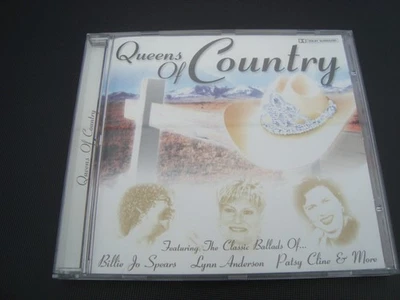 Queens
Of Country
Queens Of Country
Featuring The Classic Ballads Of...
Billie Jo Spears Lynn Anderson Patsy Cline & More